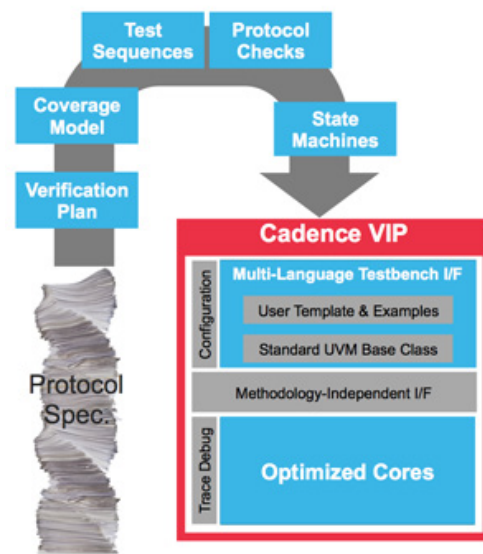 Test
Sequences
Protocol
Checks
Coverage
Model
State
Machines
Verification
Plan
Protocol
Spec.
Cadence VIP
Configuration
Multi-Language Testbench I/F
User Template & Examples
Standard UVM Base Class
Methodology-Independent I/F
Trace Debug
Optimized Cores